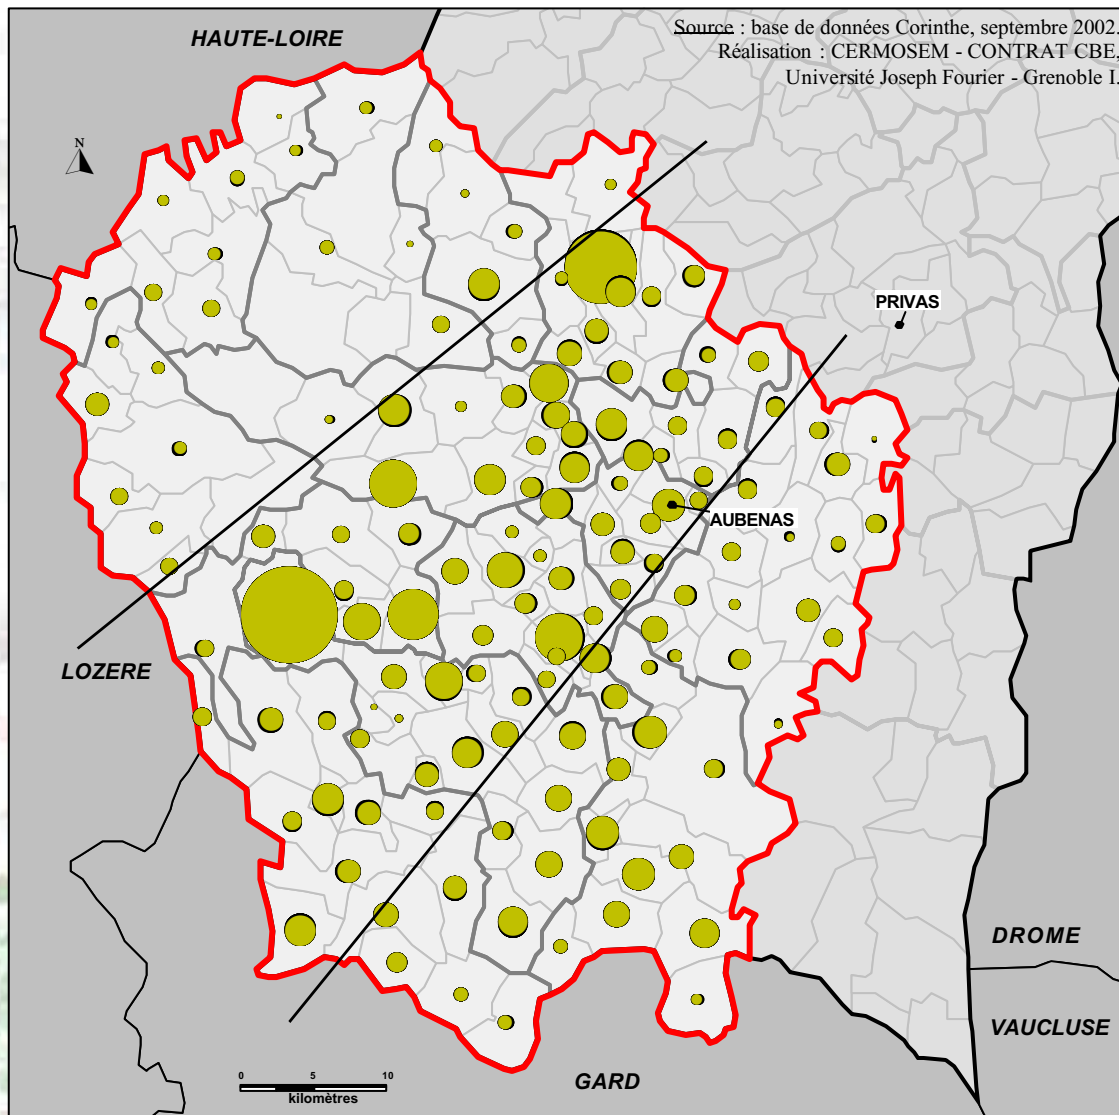 HAUTE-LOIRE
Source : base de données Corinthe, septembre 2002.
Réalisation : CERMOSEM - CONTRAT CBE,
Université Joseph Fourier - Grenoble I.
N
PRIVAS
AUBENAS
LOZERE
DROME
VAUCLUSE
GARD
0 5 10
kilomètres